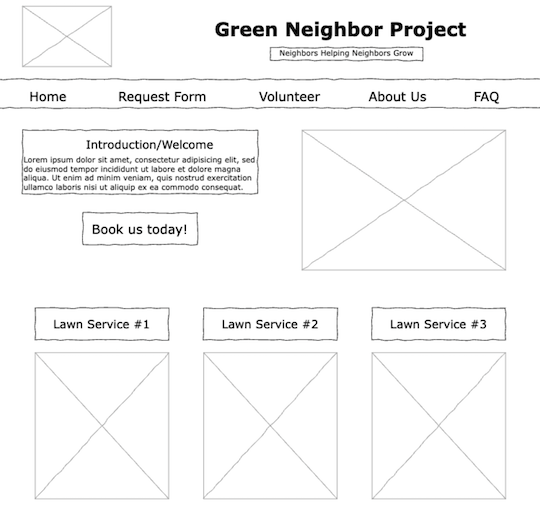 Green Neighbor Project
Neighbors Helping Neighbors Grow
Home Request Form Volunteer About Us FAQ
Introduction/Welcome
Lorem ipsum dolor sit amet, consectetur adipisicing elit, sed
do eiusmod tempor incididunt ut labore et dolore magna
aliqua. Ut enim ad minim veniam, quis nostrud exercitation
ullamco laboris nisi ut aliquip ex ea commodo consequat.
Book us today!
Lawn Service #1 Lawn Service #2 Lawn Service #3